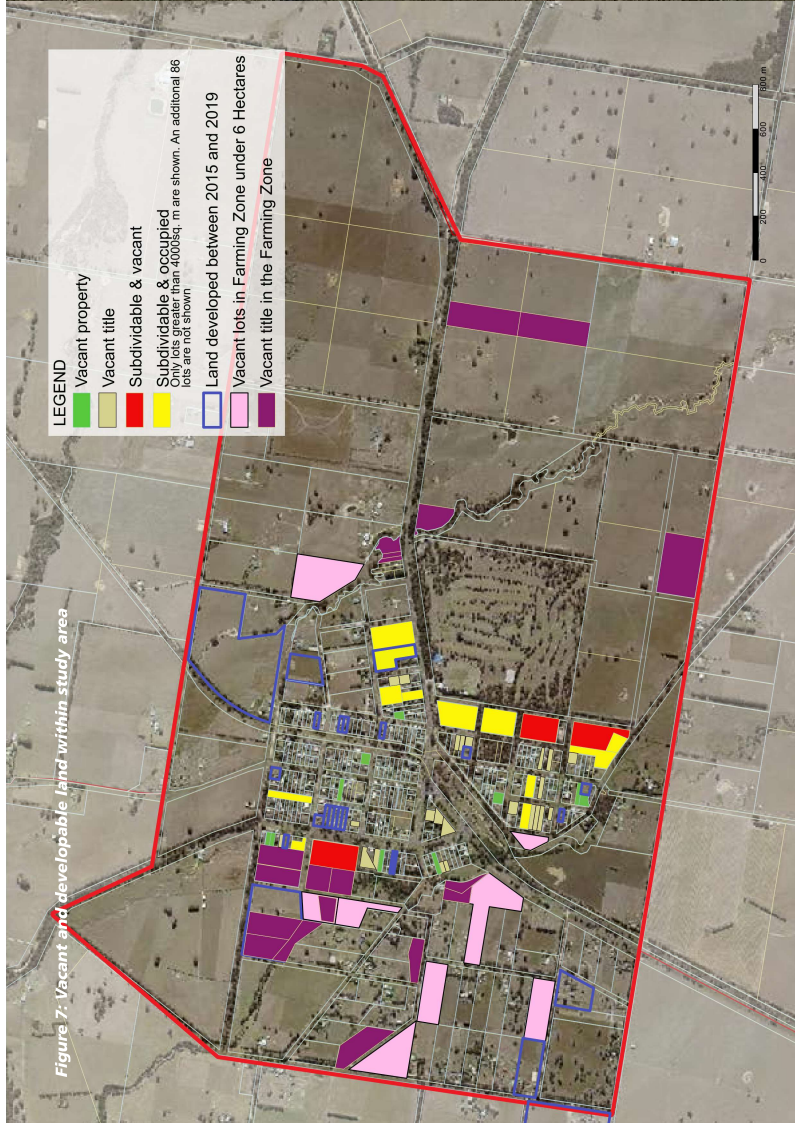 Figure 7: Vacant and developable land within study area
LEGEND
Vacant property
Vacant title
Subdividable & vacant
Subdividable & occupied
Only lots greater than 4000sq. m are shown. An additonal 86
lots are not shown
Land developed between 2015 and 2019
Vacant lots in Farming Zone under 6 Hectares
Vacant title in the Farming Zone
0 200 400 600 800 m